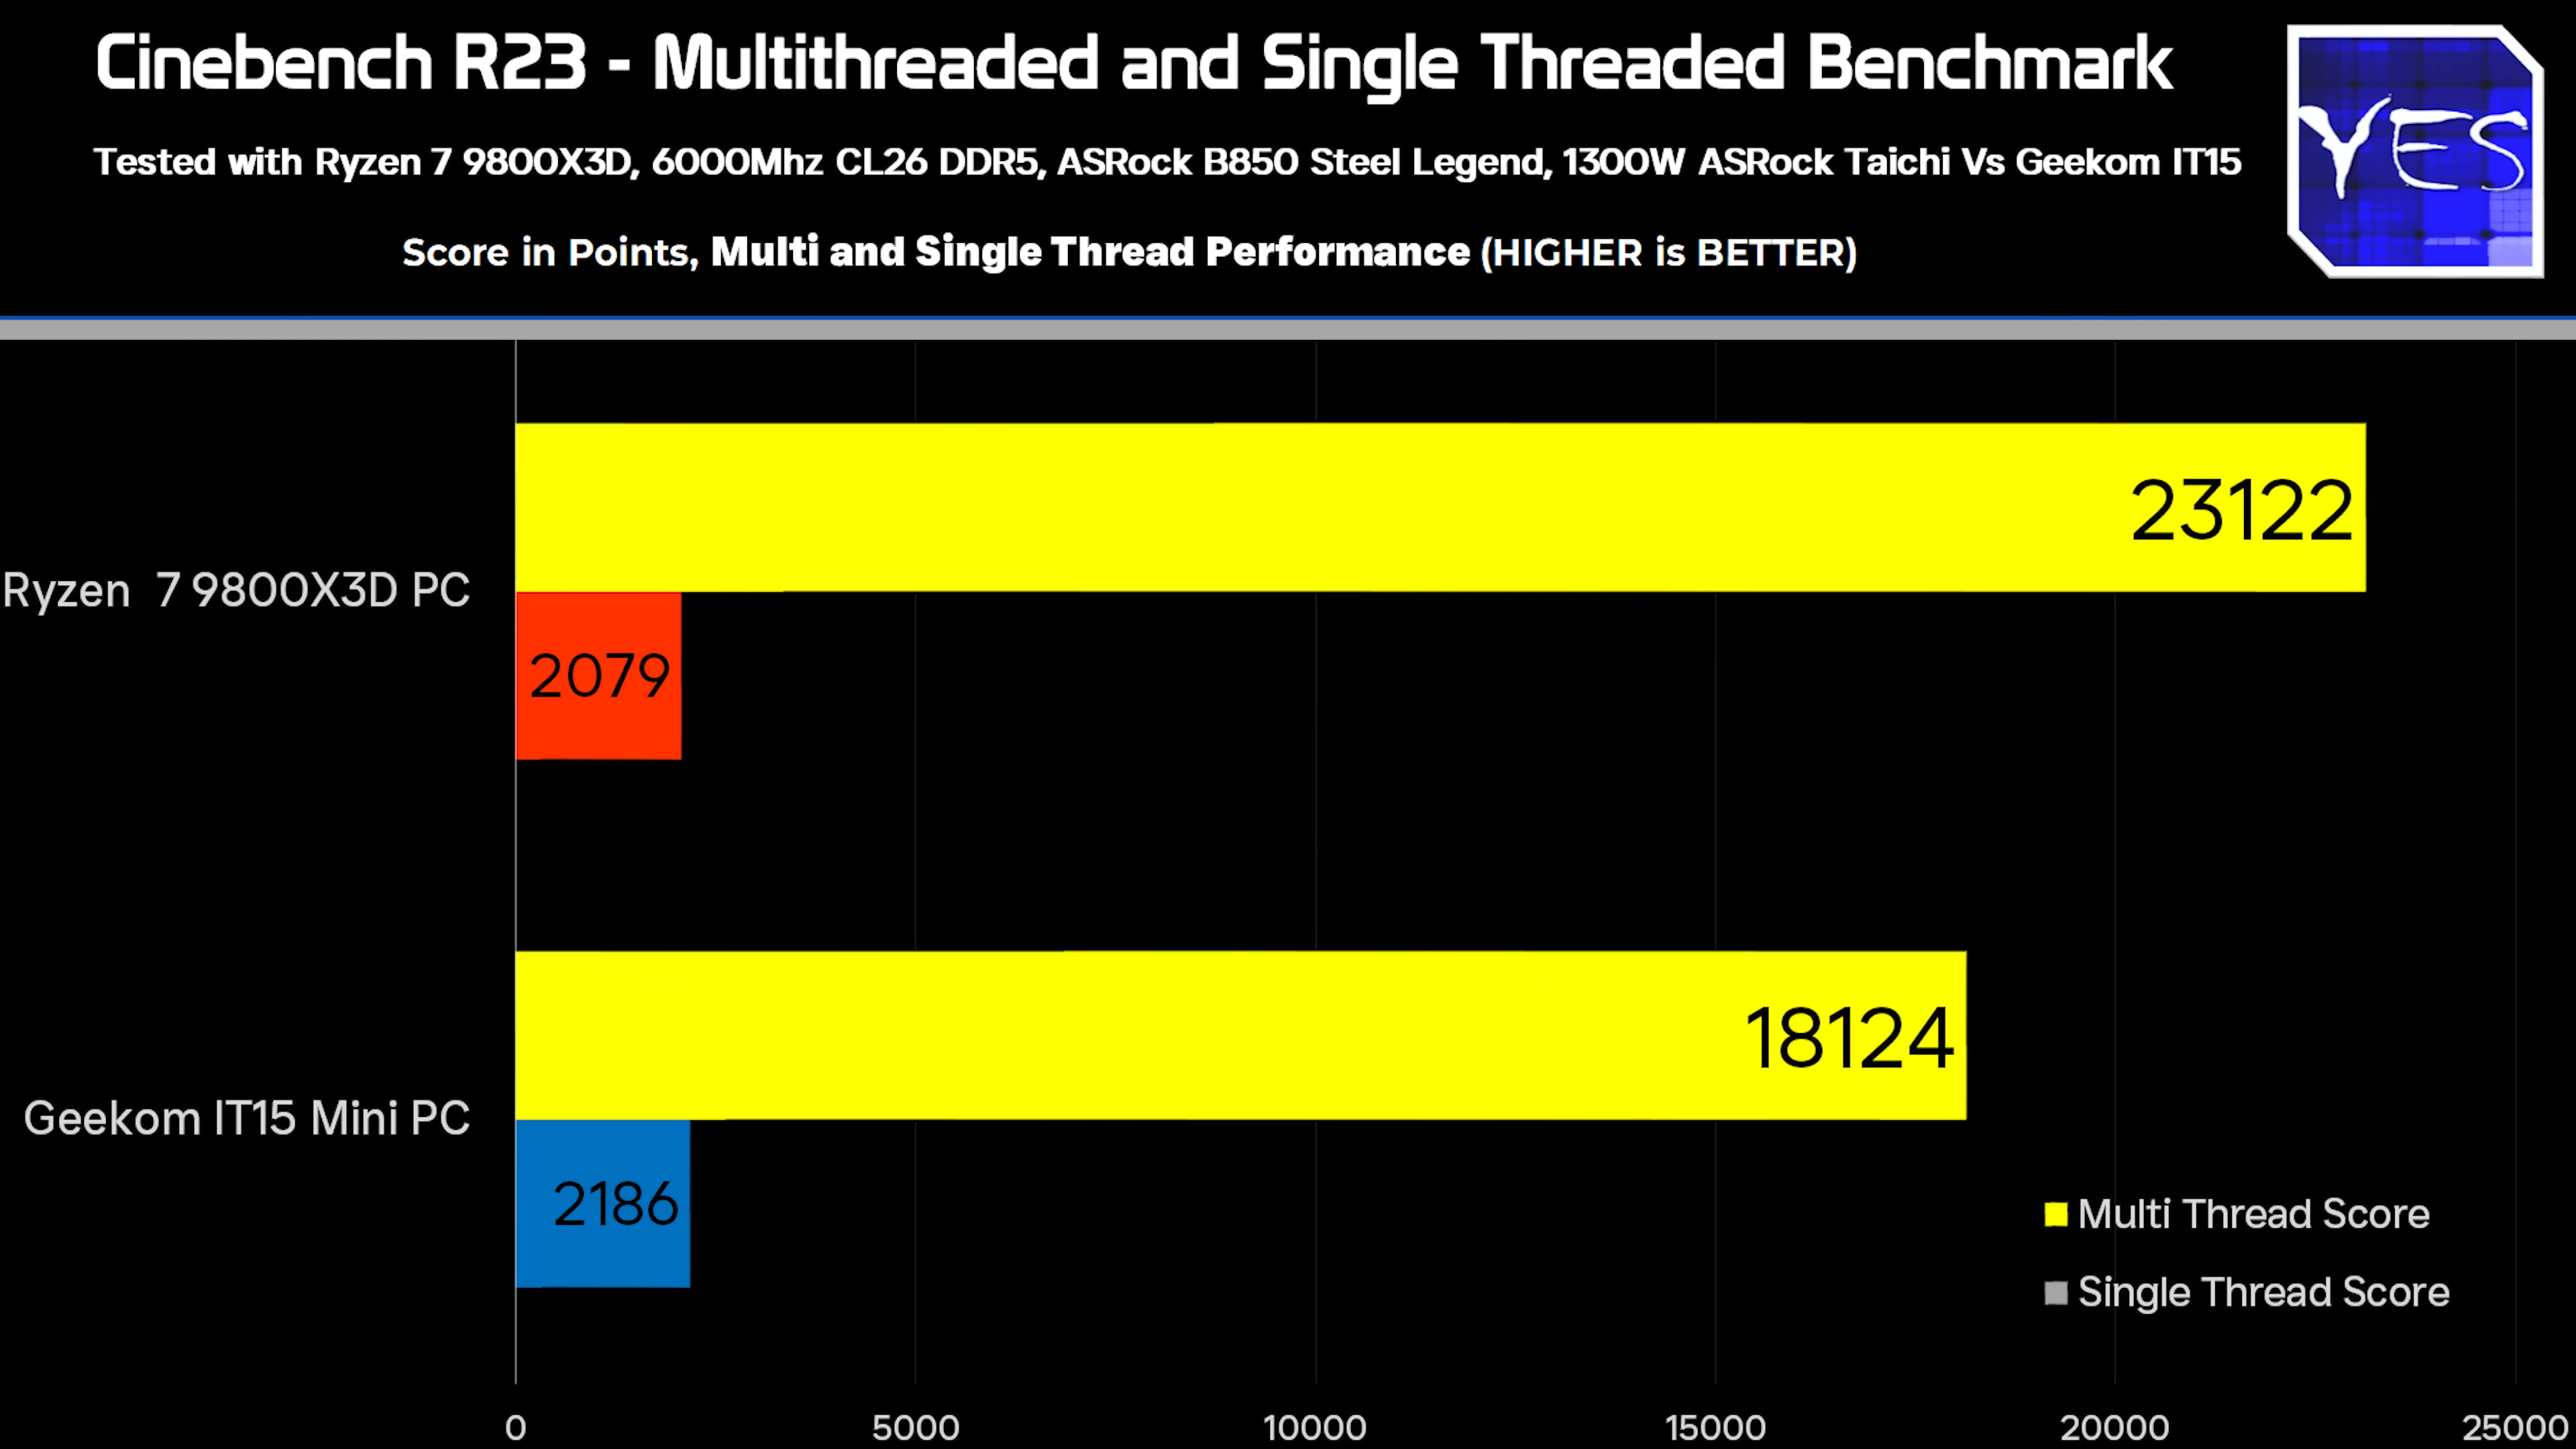 Cinebench R23 - Multithreaded and Single Threaded Benchmark
YES
Tested with Ryzen 7 9800X3D, 6000Mhz CL26 DDR5, ASRock B850 Steel Legend, 1300W ASRock Taichi Vs Geekom IT15
Score in Points, Multi and Single Thread Performance (HIGHER is BETTER)
23122
Ryzen 7 9800X3D PC
2079
18124
Geekom IT15 Mini PC
2186
Multi Thread Score
Single Thread Score
0 5000 10000 15000 20000 25000